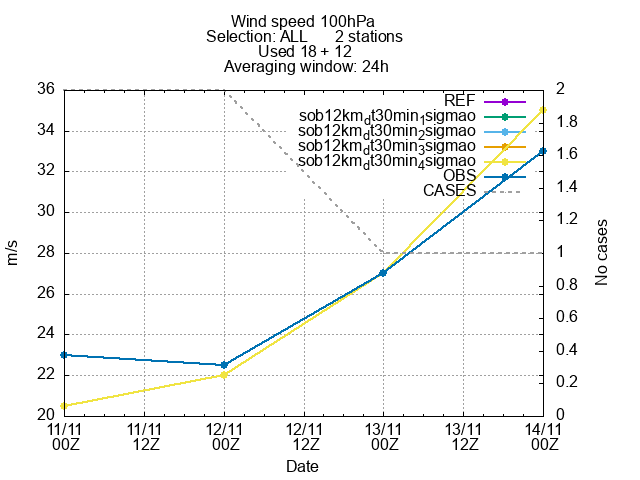 Wind speed 100hPa
Selection: ALL 2 stations
Used 18 + 12
Averaging window: 24h
REF
sob12km_dt30min_1sigmao
sob12km_dt30min_2sigmao
sob12km_dt30min_3sigmao
sob12km_dt30min_4sigmao
OBS
CASES
36
34
32
30
28
26
24
22
20
m/s
2
1.8
1.6
1.4
1.2
1
0.8
0.6
0.4
0.2
0
No cases
11/11 11/11 12/11 12/11 13/11 13/11 14/11
00Z 12Z 00Z 12Z 00Z 12Z 00Z
Date